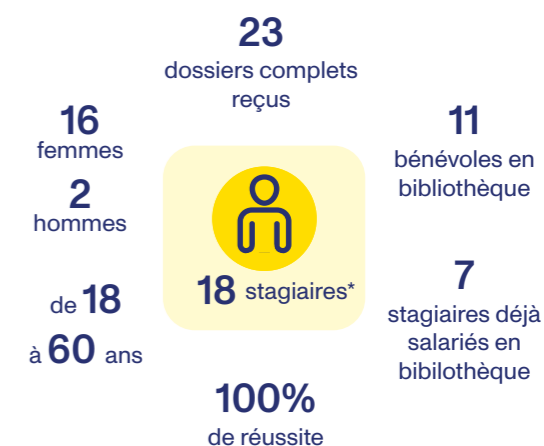 23
dossiers complets
reçus
16
femmes
2
hommes
de 18
à 60 ans
18 stagiaires*
11
bénévoles en
bibliothèque
7
stagiaires déjà
salariés en
bibilothèque
100%
de réussite